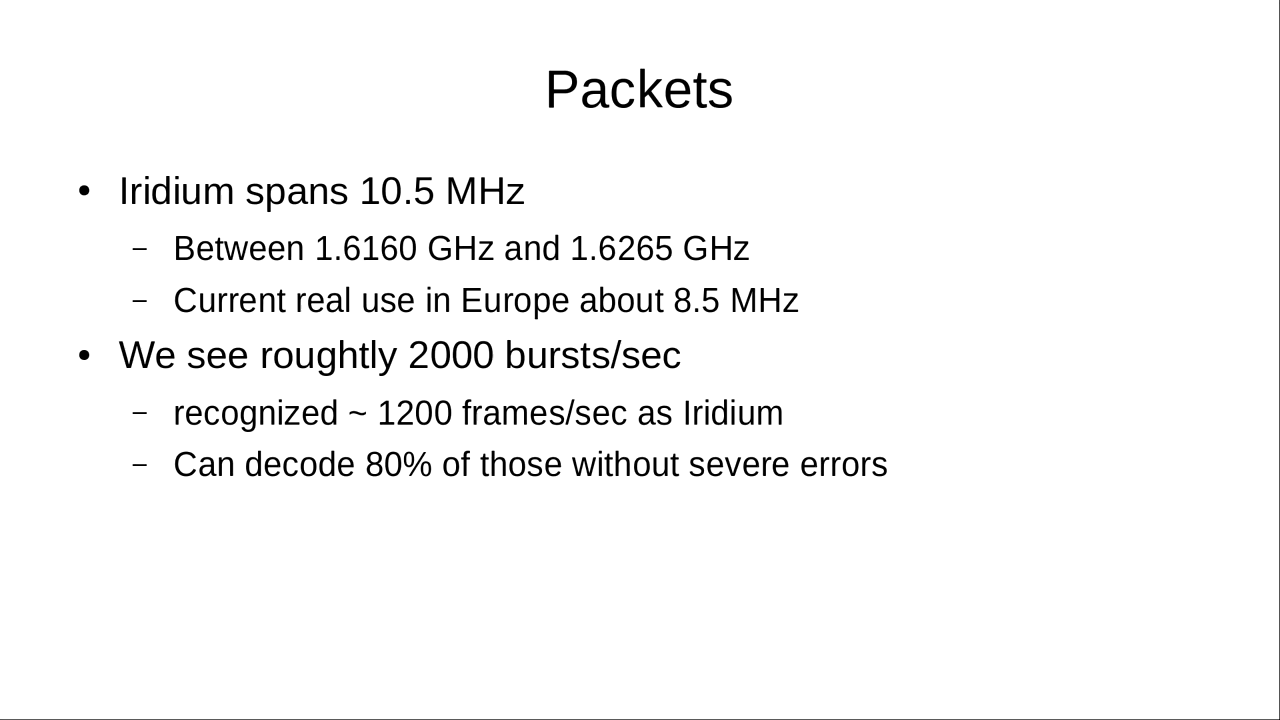 Packets
• Iridium spans 10.5 MHz
– Between 1.6160 GHz and 1.6265 GHz
– Current real use in Europe about 8.5 MHz
• We see roughtly 2000 bursts/sec
– recognized ~ 1200 frames/sec as Iridium
– Can decode 80% of those without severe errors